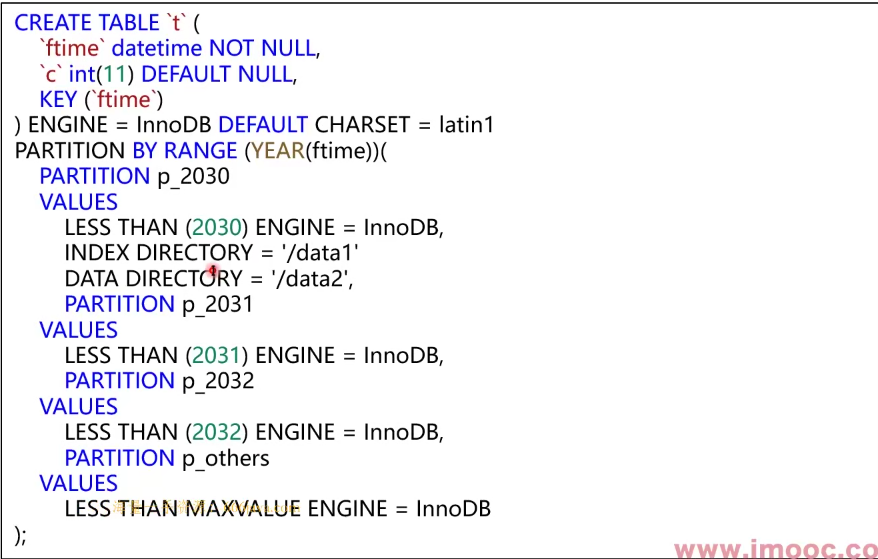 CREATE TABLE `t` (
`ftime` datetime NOT NULL,
`c` int(11) DEFAULT NULL,
KEY (`ftime`)
) ENGINE = InnoDB DEFAULT CHARSET = latin1
PARTITION BY RANGE (YEAR(ftime))(
PARTITION p_2030
VALUES
LESS THAN (2030) ENGINE = InnoDB,
INDEX DIRECTORY = '/data1'
DATA DIRECTORY = '/data2',
PARTITION p_2031
VALUES
LESS THAN (2031) ENGINE = InnoDB,
PARTITION p_2032
VALUES
LESS THAN (2032) ENGINE = InnoDB,
PARTITION p_others
VALUES
LESS THAN MAXVALUE ENGINE = InnoDB
);
www.imooc.co